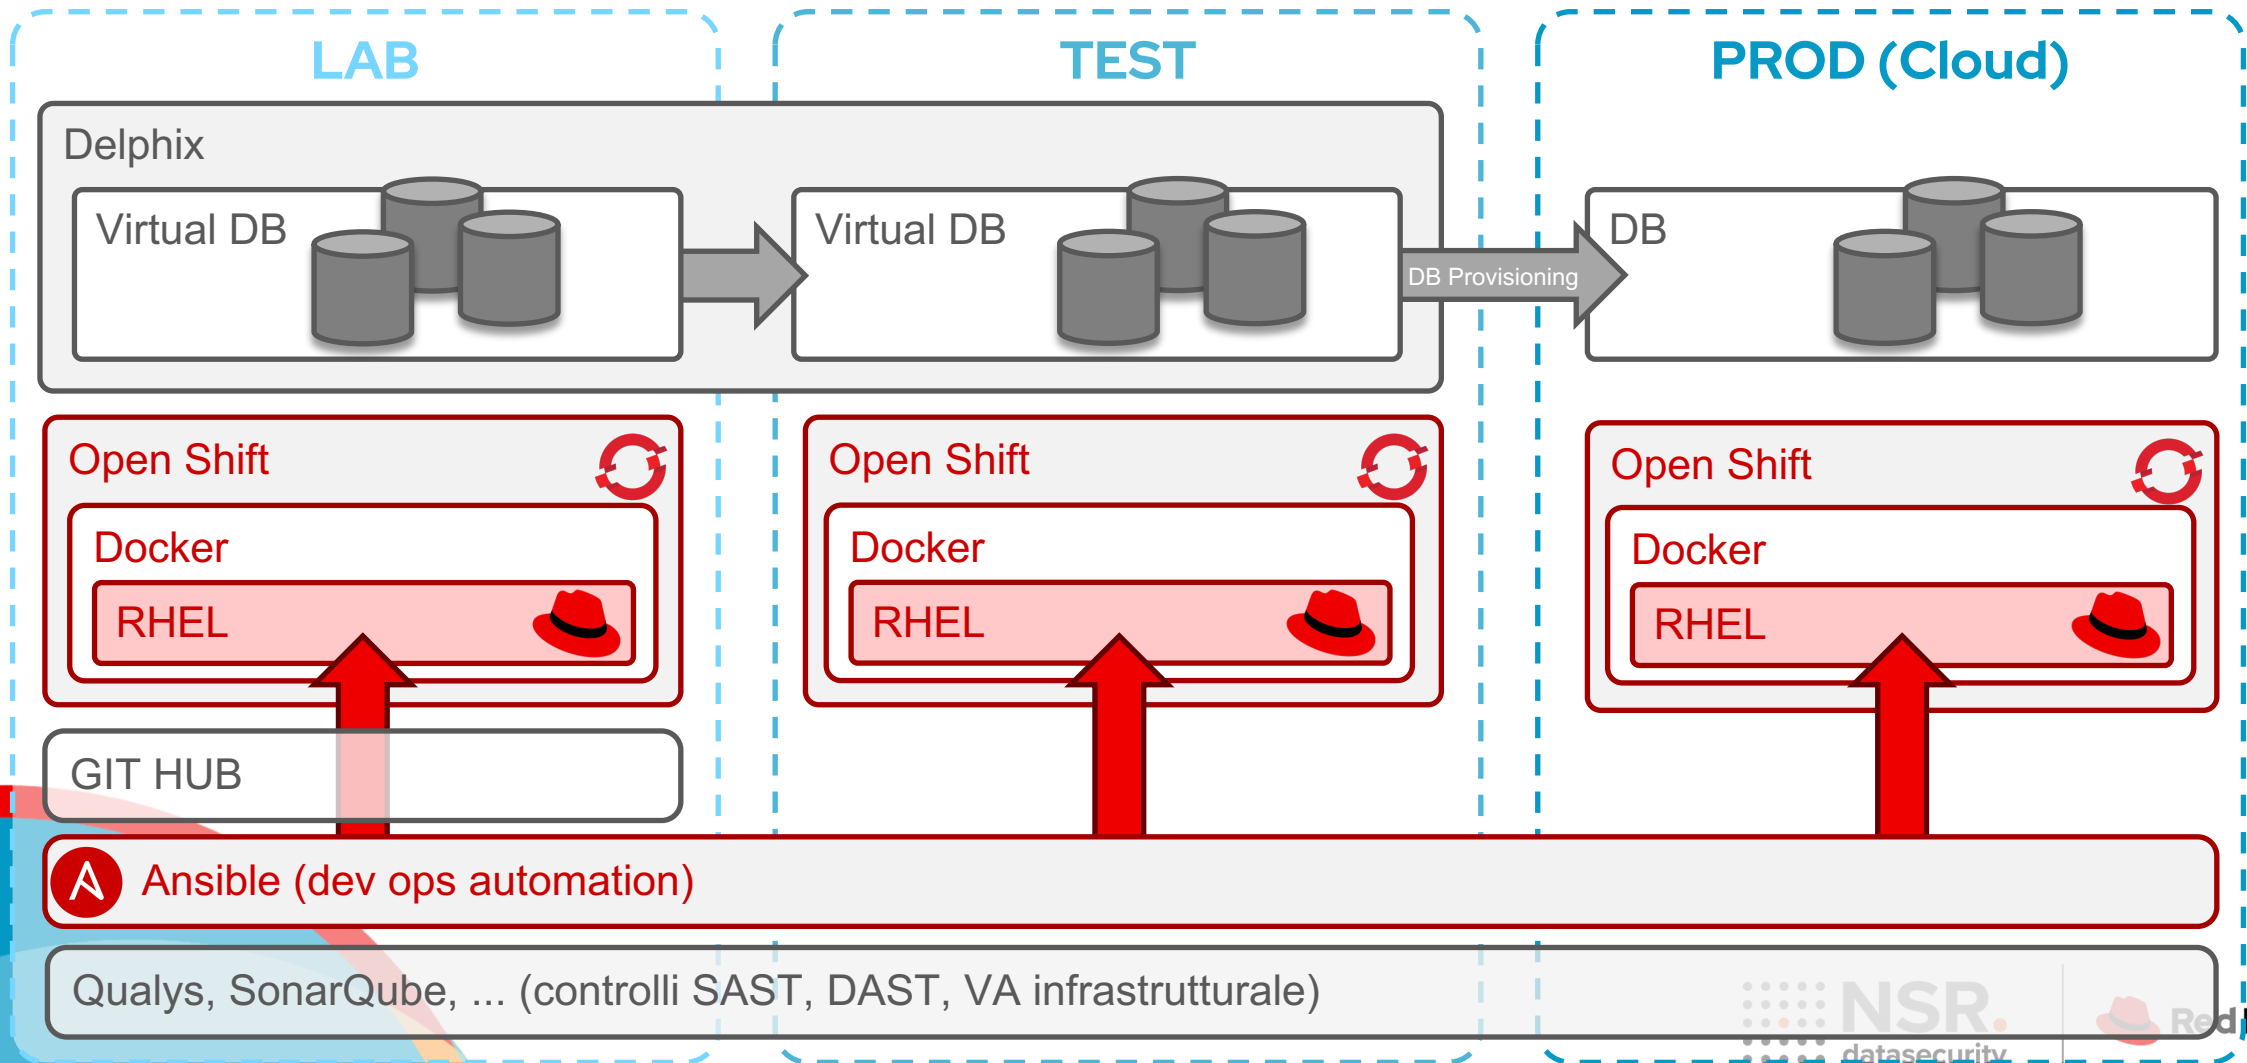 LAB
TEST
PROD (Cloud)
Delphix
Virtual DB
Virtual DB
DB Provisioning
DB
Open Shift
Open Shift
Open Shift
Docker
Docker
Docker
RHEL
RHEL
RHEL
GIT HUB
Ansible (dev ops automation)
Qualys, SonarQube, ... (controlli SAST, DAST, VA infrastrutturale)
NSR.
datasecurity
Red